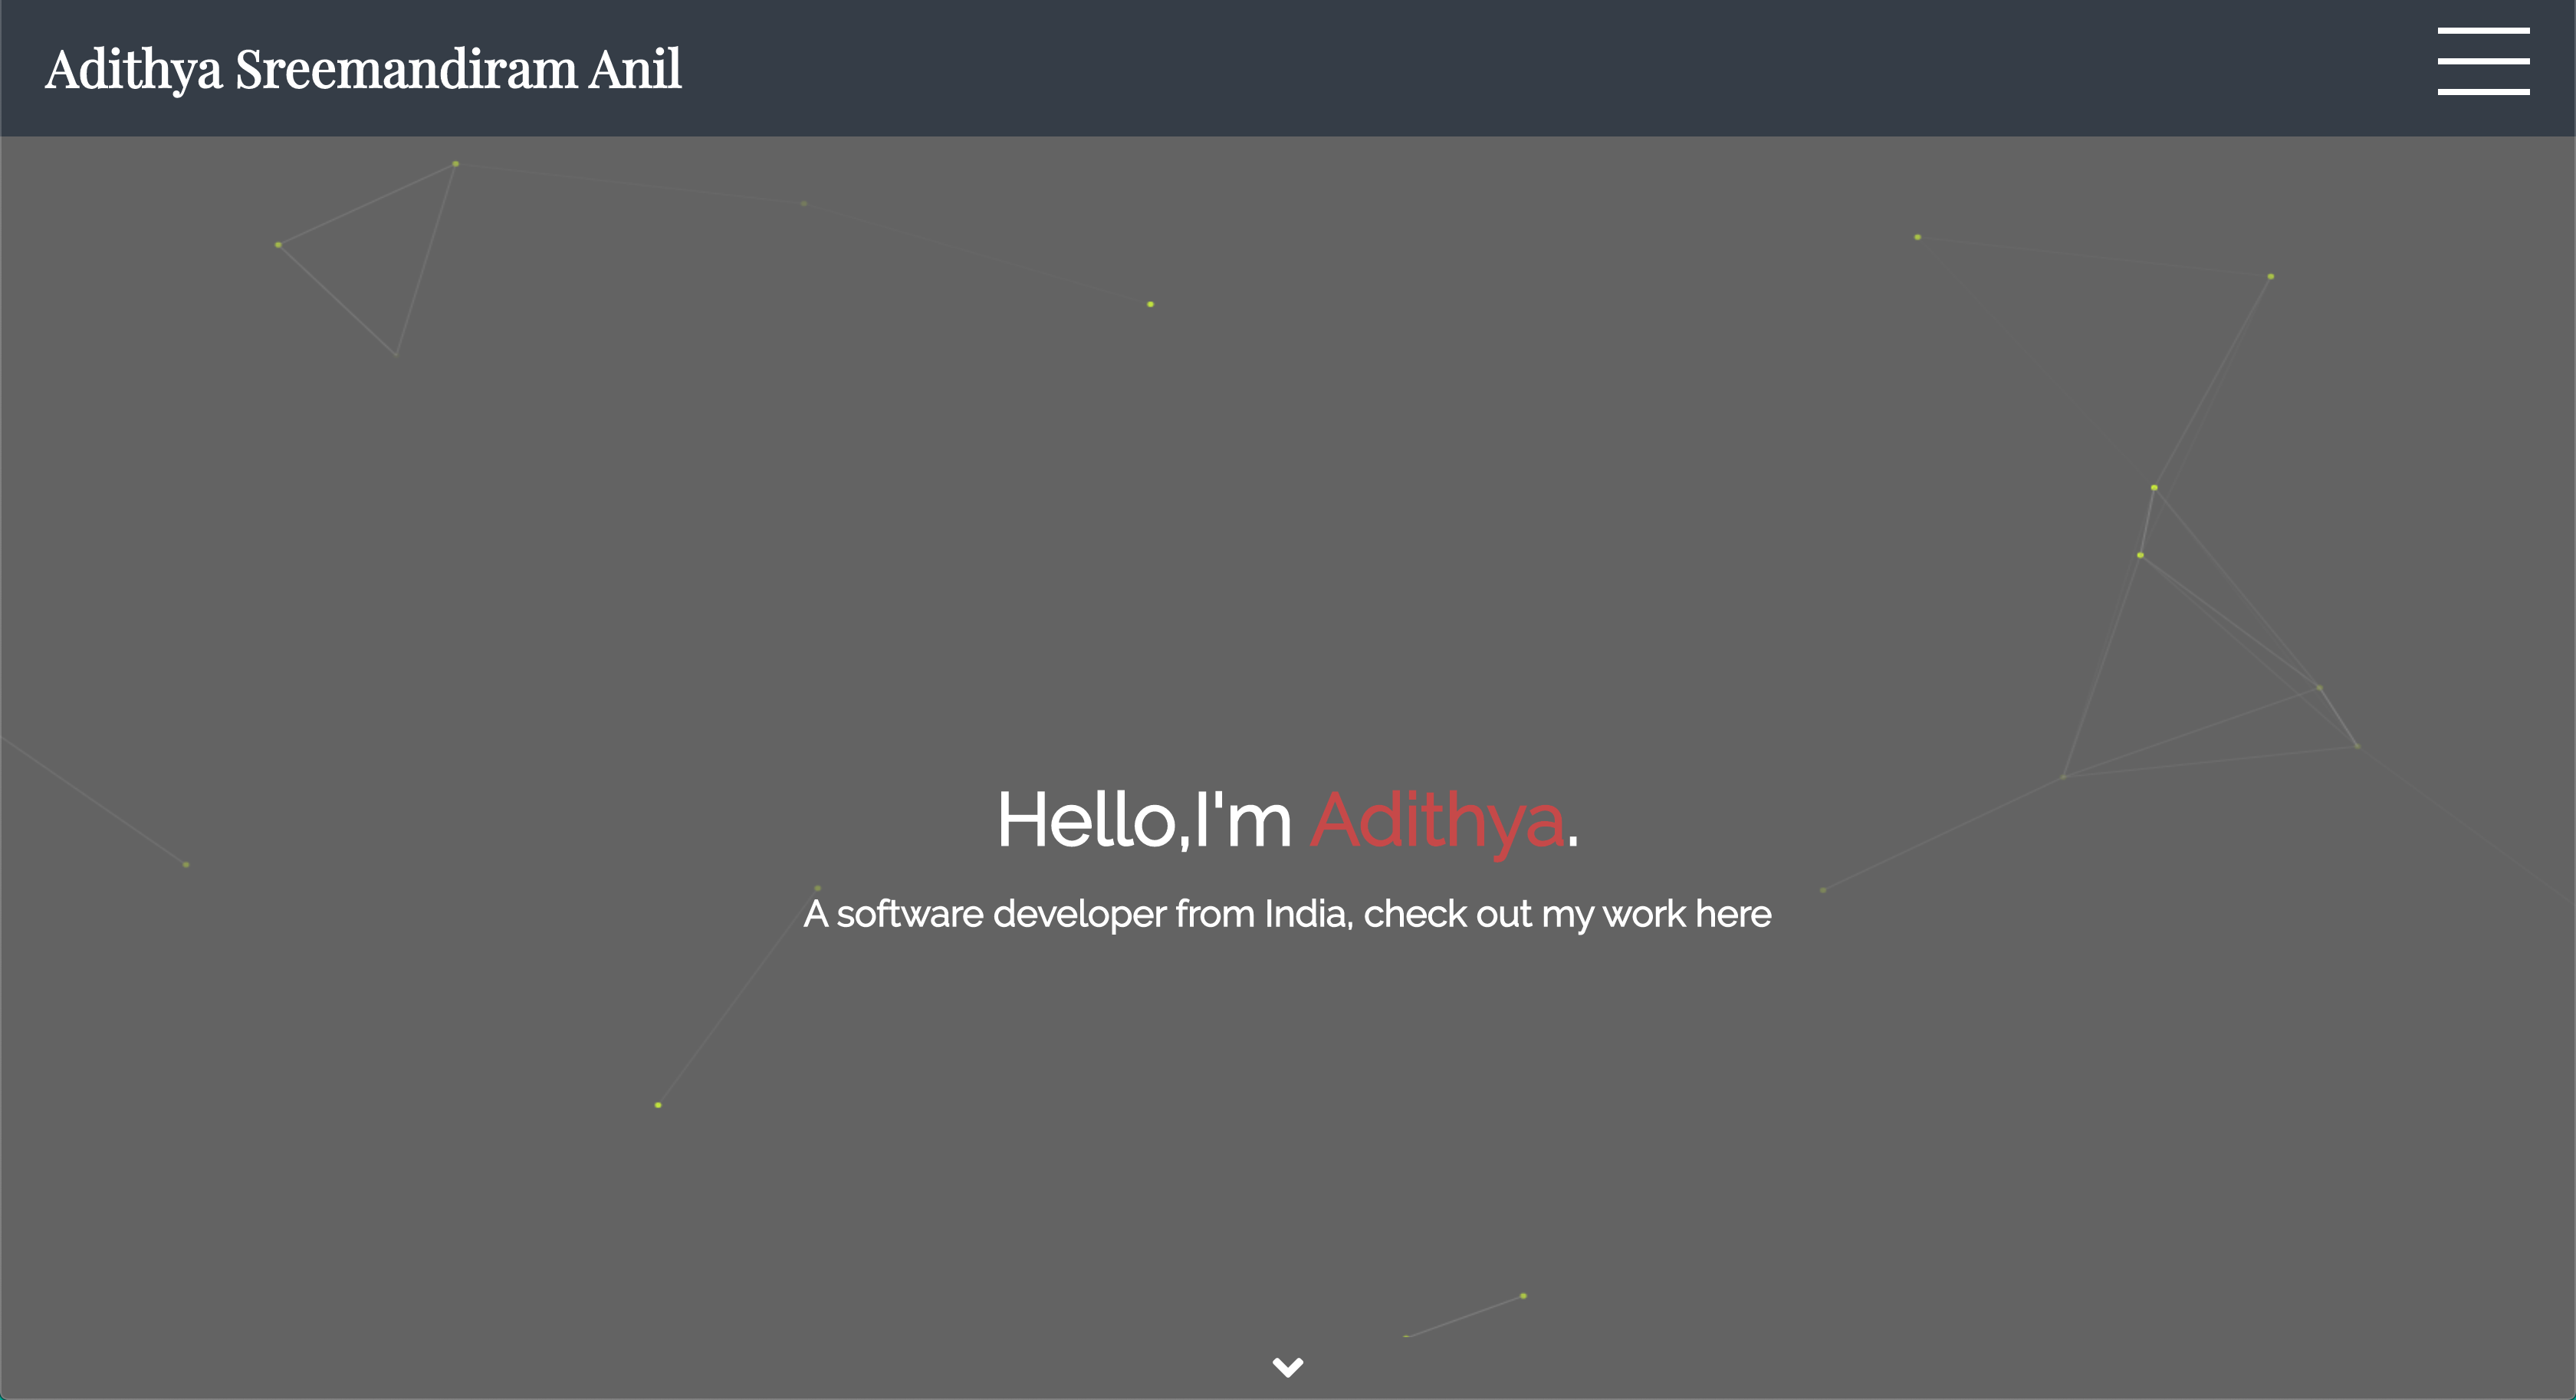 Adithya Sreemandiram Anil
Hello,I'm Adithya.
A software developer from India, check out my work here